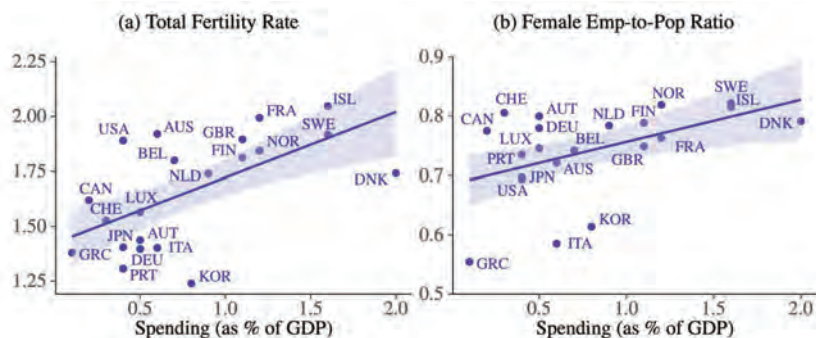 (a) Total Fertility Rate
2.25
2.00
1.75
1.50
1.25
USA
AUS
GBR
FRA
ISL
SWE
BEL
FIN
NOR
NLD
DNK
CAN
CHE
LUX
JPN
AUT
GRC
DEU
ITA
PRT
KOR
0.5
1.0
1.5
2.0
Spending (as % of GDP)
(b) Female Emp-to-Pop Ratio
0.9
0.8
0.7
0.6
0.5
CHE
CAN
AUT
DEU
NLD
NOR
FIN
SWE
ISL
DNK
LUX
PRT
BEL
FRA
GBR
JPN
AUS
USA
KOR
ITA
GRC
0.5
1.0
1.5
2.0
Spending (as % of GDP)